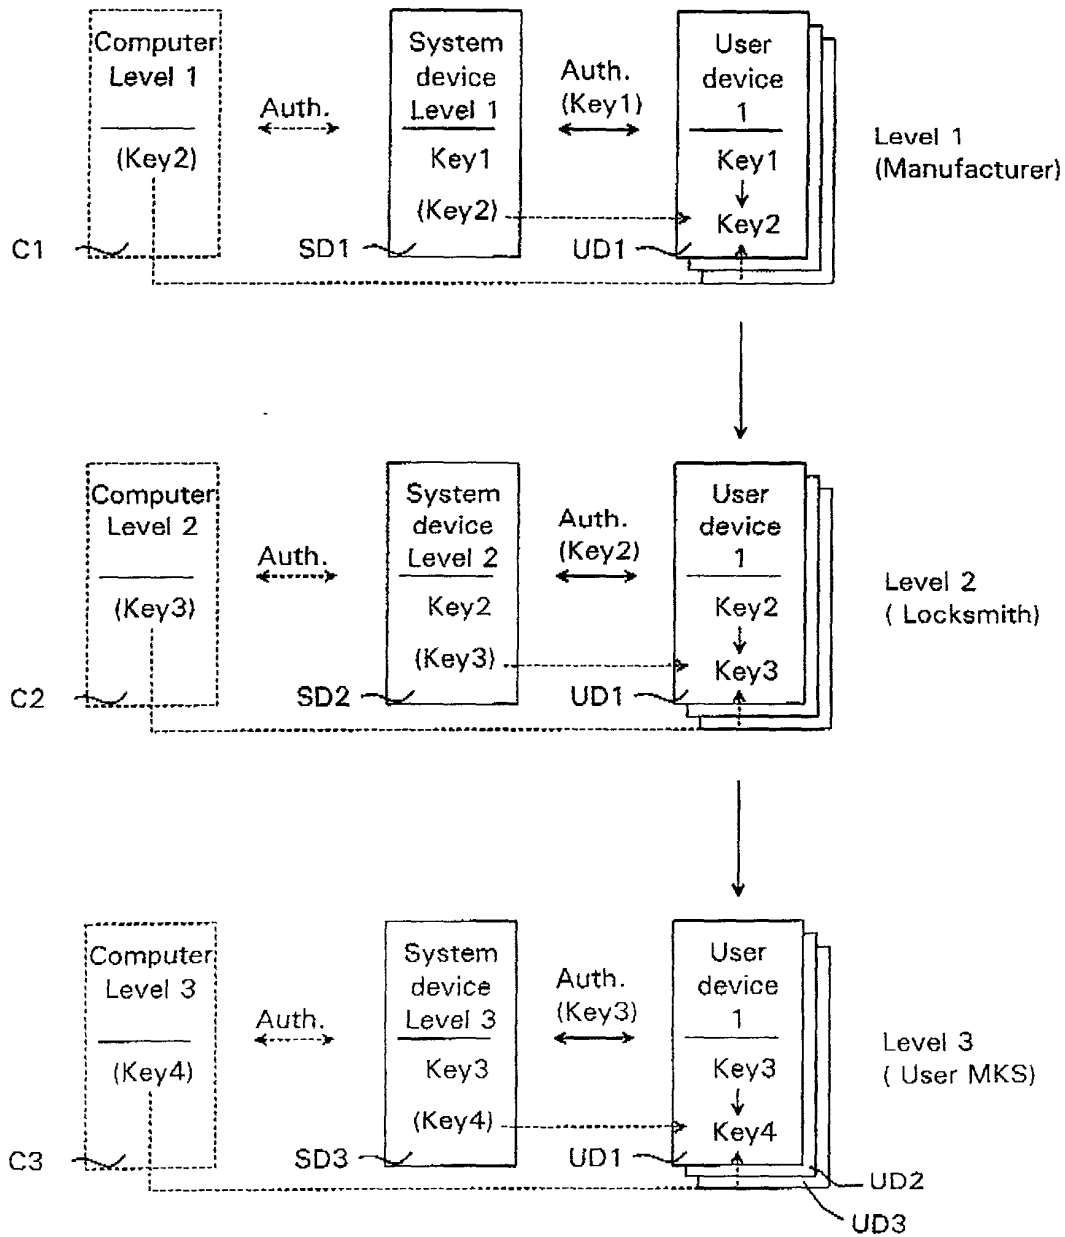 Computer
Level 1
(Key2)
C1
Auth.
System
device
Level 1
Key1
(Key2)
SD1
Auth.
(Key1)
User
device
1
Key1
Key2
UD1
Level 1
(Manufacturer)
Computer
Level 2
(Key3)
C2
Auth.
System
device
Level 2
Key2
(Key3)
SD2
Auth.
(Key2)
User
device
1
Key2
Key3
UD1
Level 2
( Locksmith)
Computer
Level 3
(Key4)
C3
Auth.
System
device
Level 3
Key3
(Key4)
SD3
Auth.
(Key3)
User
device
1
Key3
Key4
UD1
UD2
UD3
Level 3
( User MKS)